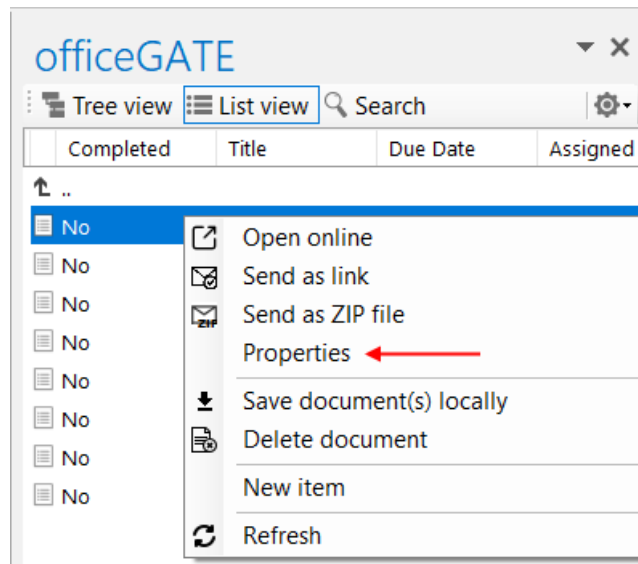 officeGATE
Tree view List view Search
Completed Title Due Date Assigned
..
No
Open online
No
Send as link
No
Send as ZIP file
No
Properties
No
Save document(s) locally
No
Delete document
No
New item
No
Refresh